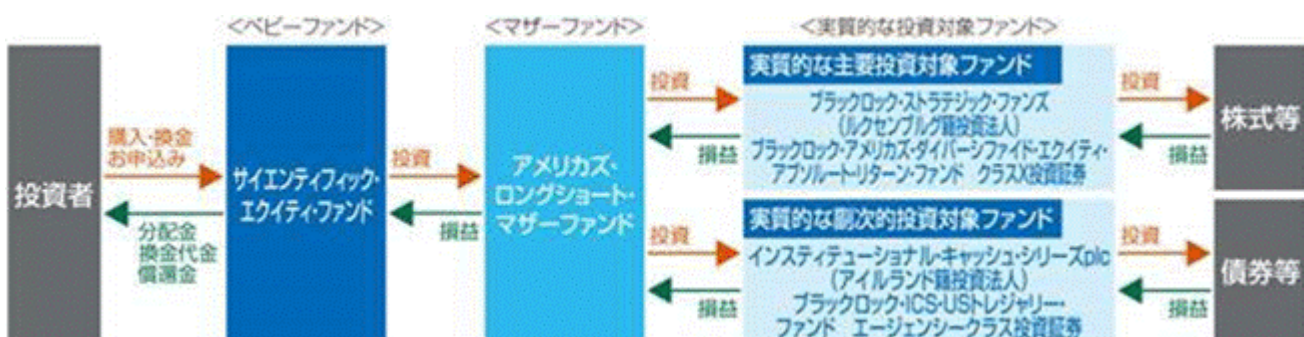 <ベビーファンド>
<マザーファンド>
<実質的な投資対象ファンド>
投資者
購入・換金
お申込み
分配金
換金代金
償還金
サイエンティフィック・
エクイティ・ファンド
投資
損益
アメリカズ・
ロングショート・
マザーファンド
投資
損益
実質的な主要投資対象ファンド
ブラックロック・ストラテジック・ファンズ
(ルクセンブルグ籍投資法人)
ブラックロック・アメリカズ・ダイバーシファイド・エクイティ・
アブソルート・リターン・ファンド クラスX投資証券
投資
損益
株式等
投資
損益
実質的な副次的投資対象ファンド
インスティテューショナル・キャッシュ・シリーズplc
(アイルランド籍投資法人)
ブラックロック・ICS・USトレジャリー・
ファンド エージェンシークラス投資証券
投資
損益
債券等